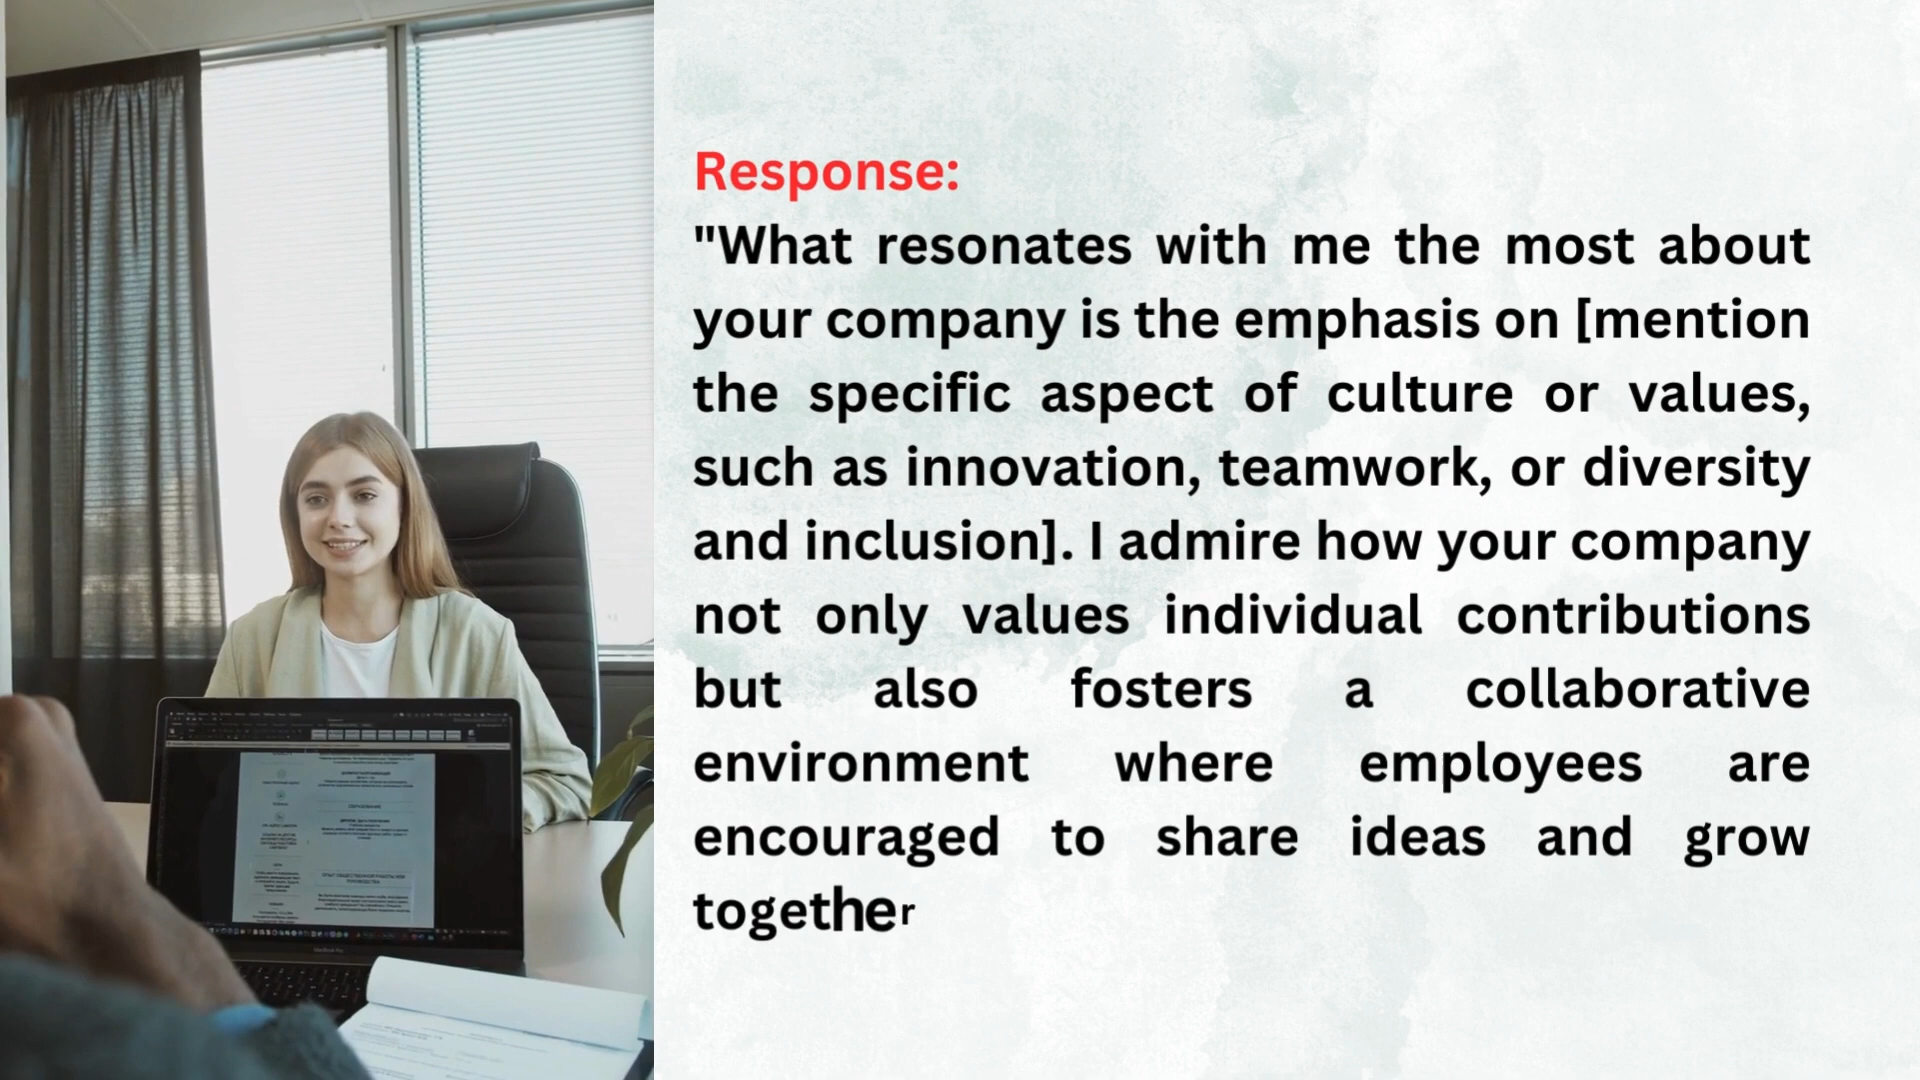 Response:
"What resonates with me the most about
your company is the emphasis on [mention
the specific aspect of culture or values,
such as innovation, teamwork, or diversity
and inclusion]. I admire how your company
not only values individual contributions
but also fosters a collaborative
environment where employees are
encouraged to share ideas and grow
together
MacBook Pro